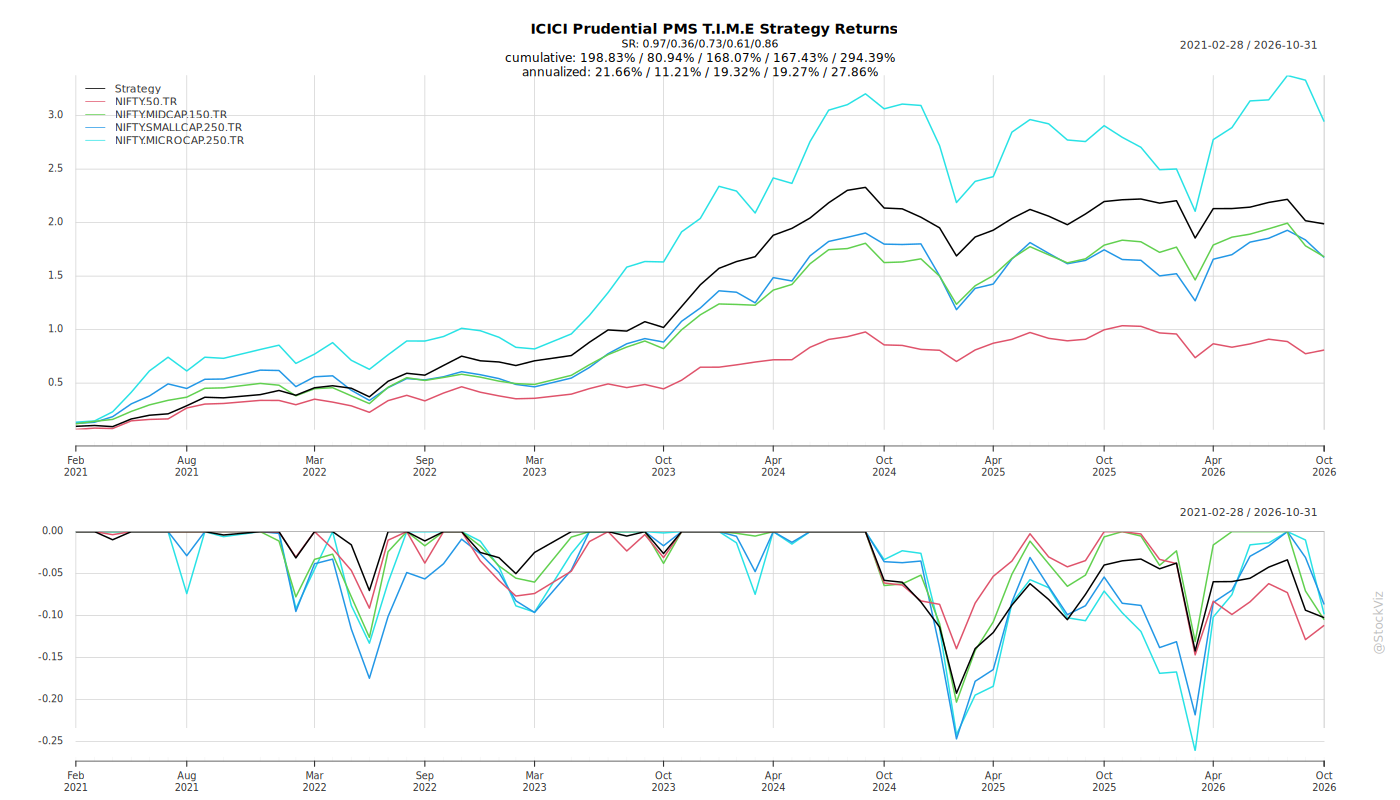 ICICI Prudential PMS T.I.M.E Strategy Returns
SR: 0.97/0.36/0.73/0.61/0.86
cumulative: 198.83% / 80.94% / 168.07% / 167.43% / 294.39%
annualized: 21.66% / 11.21% / 19.32% / 19.27% / 27.86%
2021-02-28 / 2026-10-31
Strategy
NIFTY.50.TR
NIFTY.MIDCAP.150.TR
NIFTY.SMALLCAP.250.TR
NIFTY.MICROCAP.250.TR
3.0
2.5
2.0
1.5
1.0
0.5
Feb Aug Mar Sep Mar Oct Apr Oct Apr Oct Apr Oct
2021 2021 2022 2022 2023 2023 2024 2024 2025 2025 2026 2026
2021-02-28 / 2026-10-31
0.00
-0.05
-0.10
-0.15
-0.20
-0.25
Feb Aug Mar Sep Mar Oct Apr Oct Apr Oct Apr Oct
2021 2021 2022 2022 2023 2023 2024 2024 2025 2025 2026 2026
@StockViz